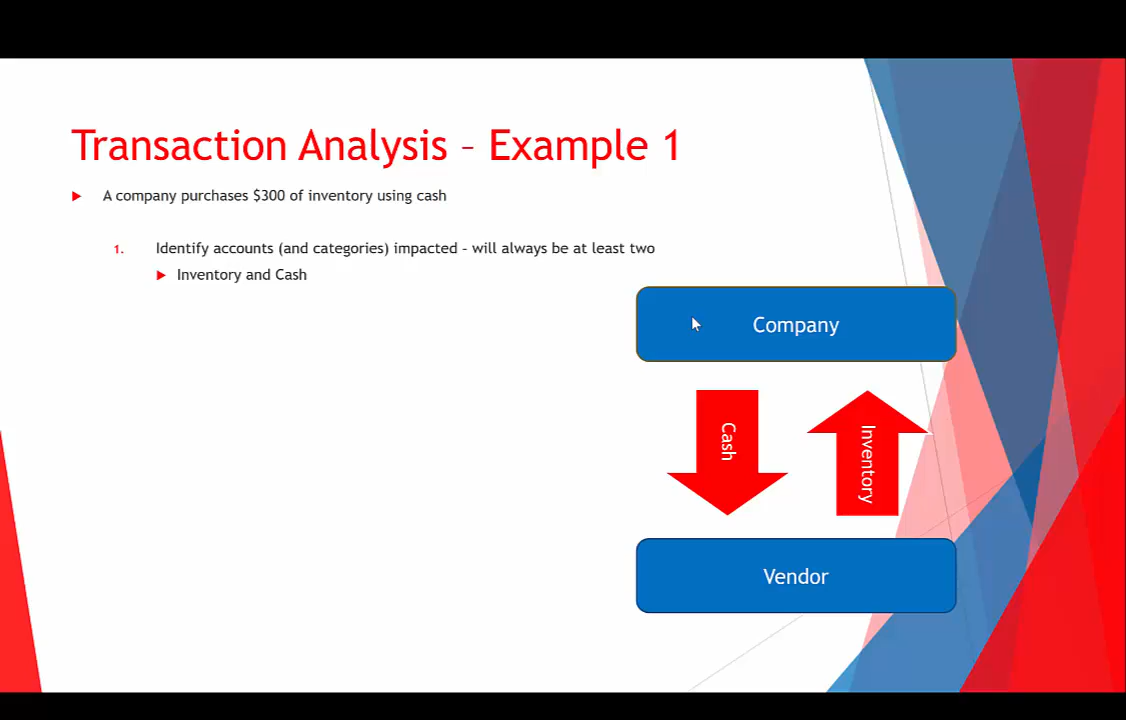 Transaction Analysis – Example 1
A company purchases $300 of inventory using cash
1. Identify accounts (and categories) impacted – will always be at least two
Inventory and Cash
Company
Cash
Inventory
Vendor